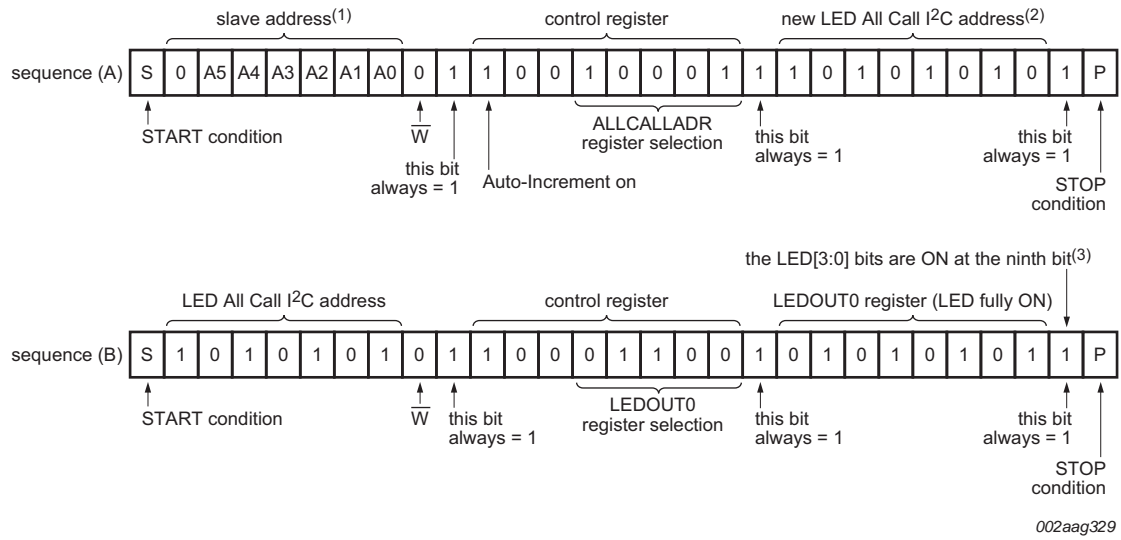 slave address(1) control register new LED All Call I²C address(2)
sequence (A) S 0 A5 A4 A3 A2 A1 A0 0 1 1 0 0 1 0 0 0 1 1 1 0 1 0 1 0 1 0 1 P
START condition W̅ ALLCALLADR register selection this bit always = 1 this bit always = 1
this bit always = 1 Auto-Increment on STOP condition
the LED[3:0] bits are ON at the ninth bit(3)
LED All Call I²C address control register LEDOUT0 register (LED fully ON)
sequence (B) S 1 0 1 0 1 0 1 0 1 1 0 0 0 1 1 0 0 1 0 1 0 1 0 1 0 1 1 P
START condition W̅ this bit always = 1 LEDOUT0 register selection this bit always = 1 this bit always = 1
STOP condition
002aag329